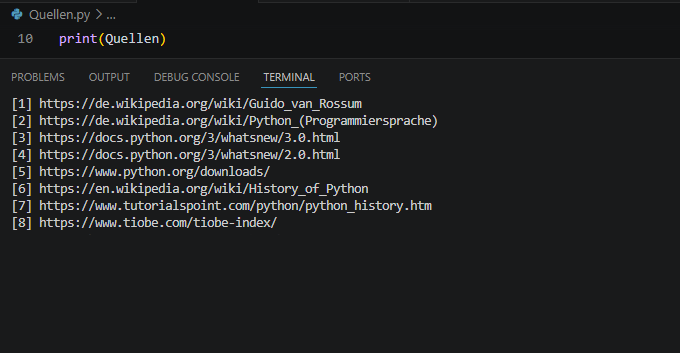 Quellen.py > ...
10 print(Quellen)
PROBLEMS OUTPUT DEBUG CONSOLE TERMINAL PORTS
[1] https://de.wikipedia.org/wiki/Guido_van_Rossum
[2] https://de.wikipedia.org/wiki/Python_(Programmiersprache)
[3] https://docs.python.org/3/whatsnew/3.0.html
[4] https://docs.python.org/3/whatsnew/2.0.html
[5] https://www.python.org/downloads/
[6] https://en.wikipedia.org/wiki/History_of_Python
[7] https://www.tutorialspoint.com/python/python_history.htm
[8] https://www.tiobe.com/tiobe-index/